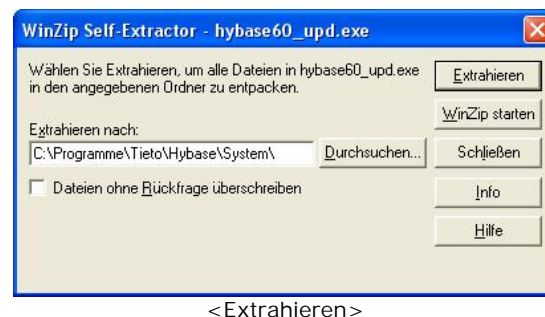 WinZip Self-Extractor - hybase60_upd.exe
Wählen Sie Extrahieren, um alle Dateien in hybase60_upd.exe
in den angegebenen Ordner zu entpacken.
Extrahieren
WinZip starten
Extrahieren nach:
C:\Programme\Tieto\Hybase\System\
Durchsuchen...
Schließen
Dateien ohne Rückfrage überschreiben
Info
Hilfe
<Extrahieren>